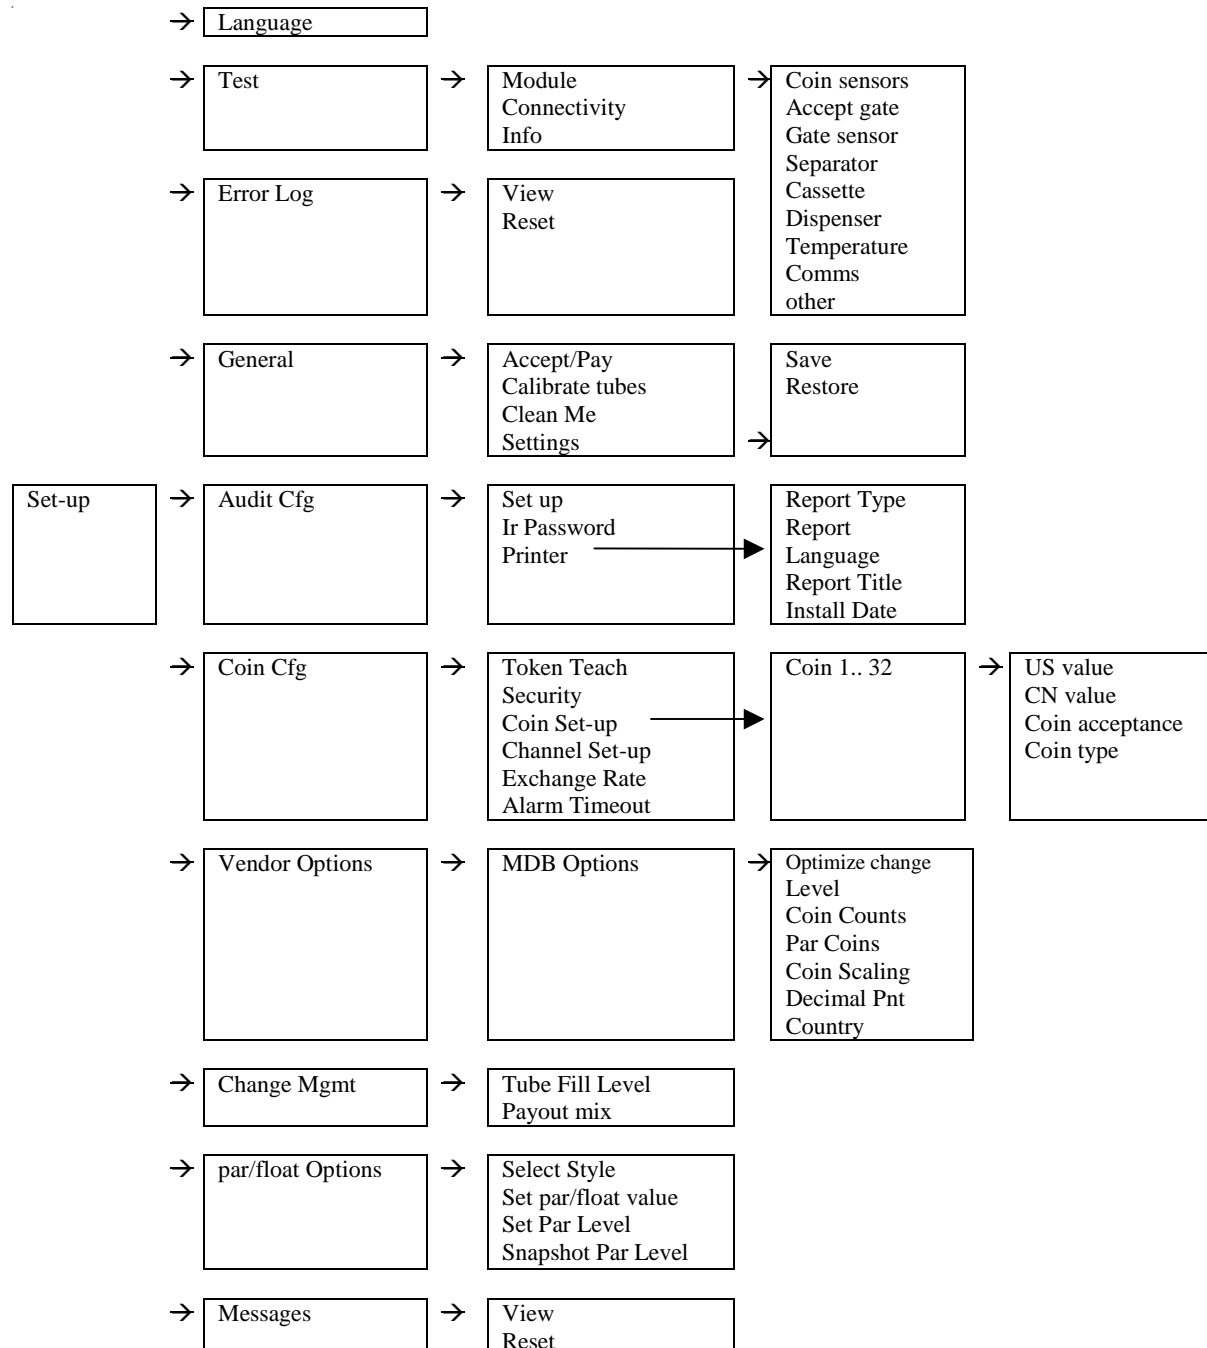 Language
Test
Module
Connectivity
Info
Coin sensors
Accept gate
Gate sensor
Separator
Cassette
Dispenser
Temperature
Comms
other
Error Log
View
Reset
General
Accept/Pay
Calibrate tubes
Clean Me
Settings
Save
Restore
Set-up
Audit Cfg
Set up
Ir Password
Printer
Report Type
Report
Language
Report Title
Install Date
Coin Cfg
Token Teach
Security
Coin Set-up
Channel Set-up
Exchange Rate
Alarm Timeout
Coin 1.. 32
US value
CN value
Coin acceptance
Coin type
Vendor Options
MDB Options
Optimize change
Level
Coin Counts
Par Coins
Coin Scaling
Decimal Pnt
Country
Change Mgmt
Tube Fill Level
Payout mix
par/float Options
Select Style
Set par/float value
Set Par Level
Snapshot Par Level
Messages
View
Reset